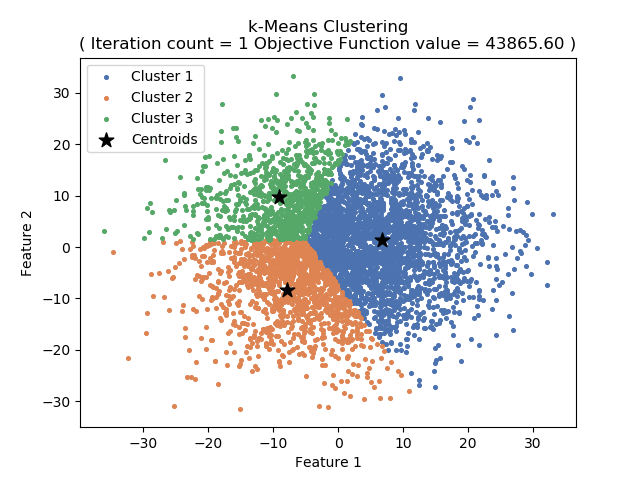 k-Means Clustering
( Iteration count = 1 Objective Function value = 43865.60 )
Cluster 1
Cluster 2
Cluster 3
Centroids
30
20
10
0
−10
−20
−30
Feature 2
−30 −20 −10 0 10 20 30
Feature 1